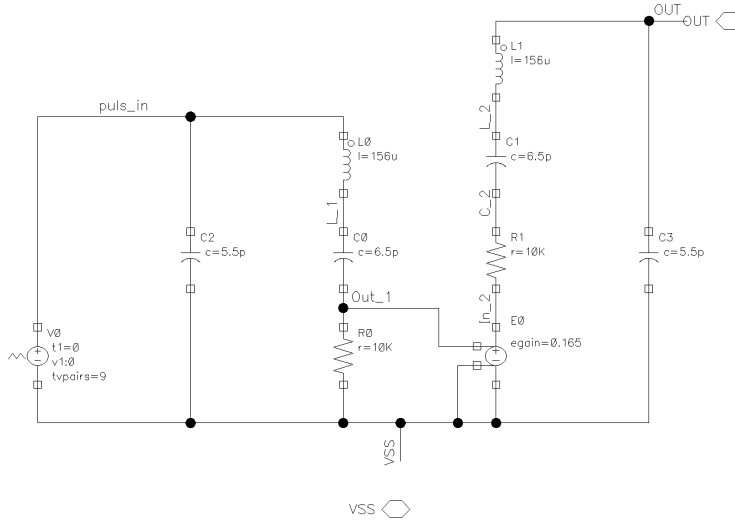 OUT
OUT
L1
l=156u
puls_in
L_2
C1
c=6.5p
L0
l=156u
L_1
C_2
C2
c=5.5p
C0
c=6.5p
R1
r=10K
C3
c=5.5p
Out_1
In_2
V0
t1=0
v1:0
tvpairs=9
R0
r=10K
E0
egain=0.165
VSS
VSS